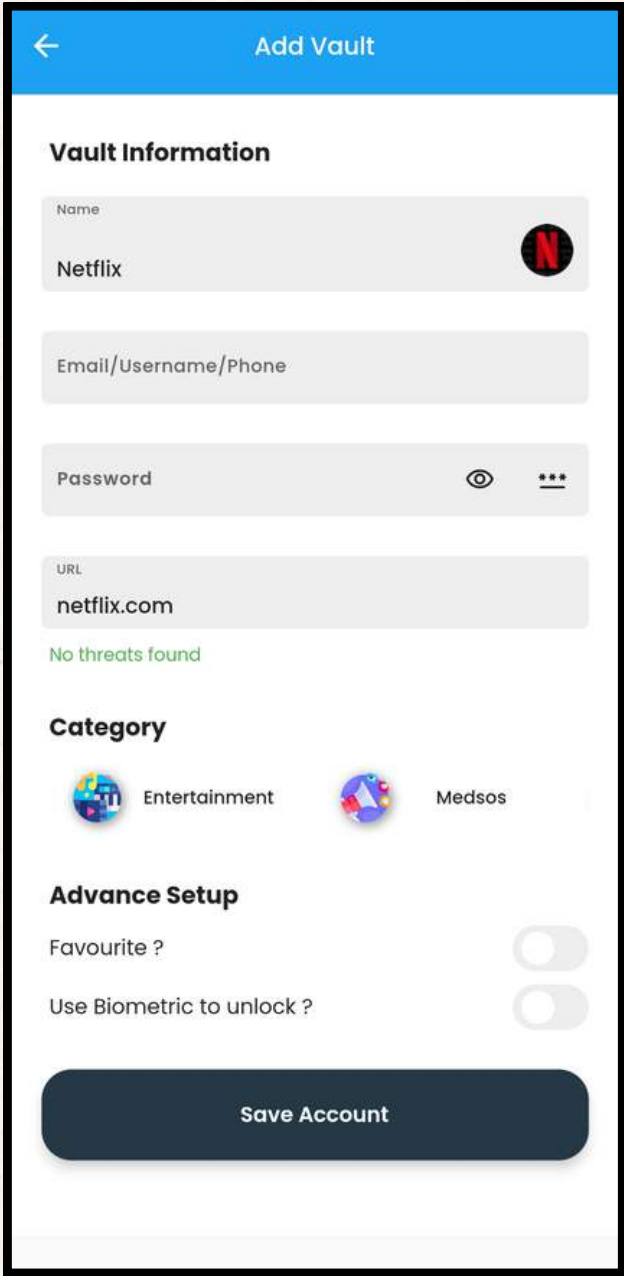 Add Vault
Vault Information
Name
Netflix
N
Email/Username/Phone
Password
***
URL
netflix.com
No threats found
Category
Entertainment
Medsos
Advance Setup
Favourite ?
Use Biometric to unlock ?
Save Account